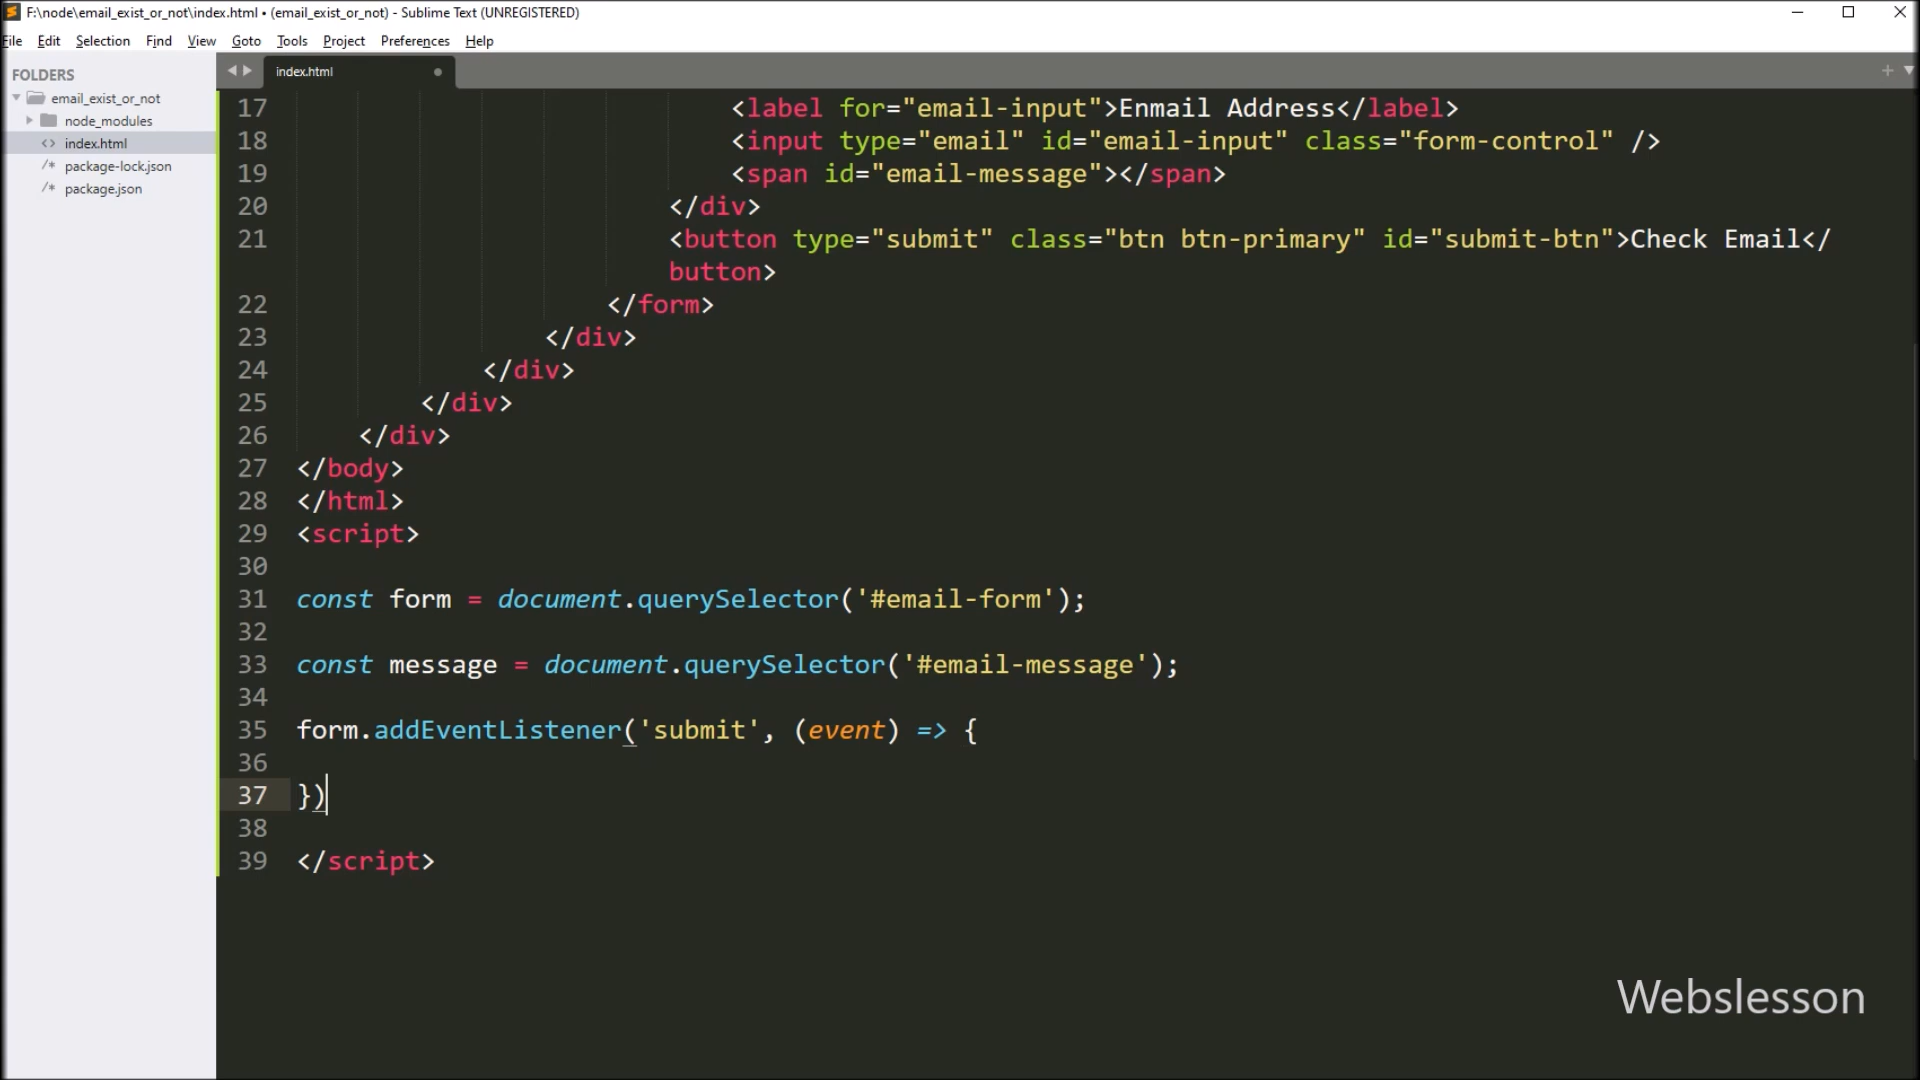 F:\node\email_exist_or_not\index.html • (email_exist_or_not) - Sublime Text (UNREGISTERED)
File Edit Selection Find View Goto Tools Project Preferences Help
FOLDERS
email_exist_or_not
node_modules
index.html
package-lock.json
package.json
index.html
17 <label for="email-input">Enmail Address</label>
18 <input type="email" id="email-input" class="form-control" />
19 <span id="email-message"></span>
20 </div>
21 <button type="submit" class="btn btn-primary" id="submit-btn">Check Email</
button>
22 </form>
23 </div>
24 </div>
25 </div>
26 </div>
27 </body>
28 </html>
29 <script>
30
31 const form = document.querySelector('#email-form');
32
33 const message = document.querySelector('#email-message');
34
35 form.addEventListener('submit', (event) => {
36
37 })
38
39 </script>
Webslesson